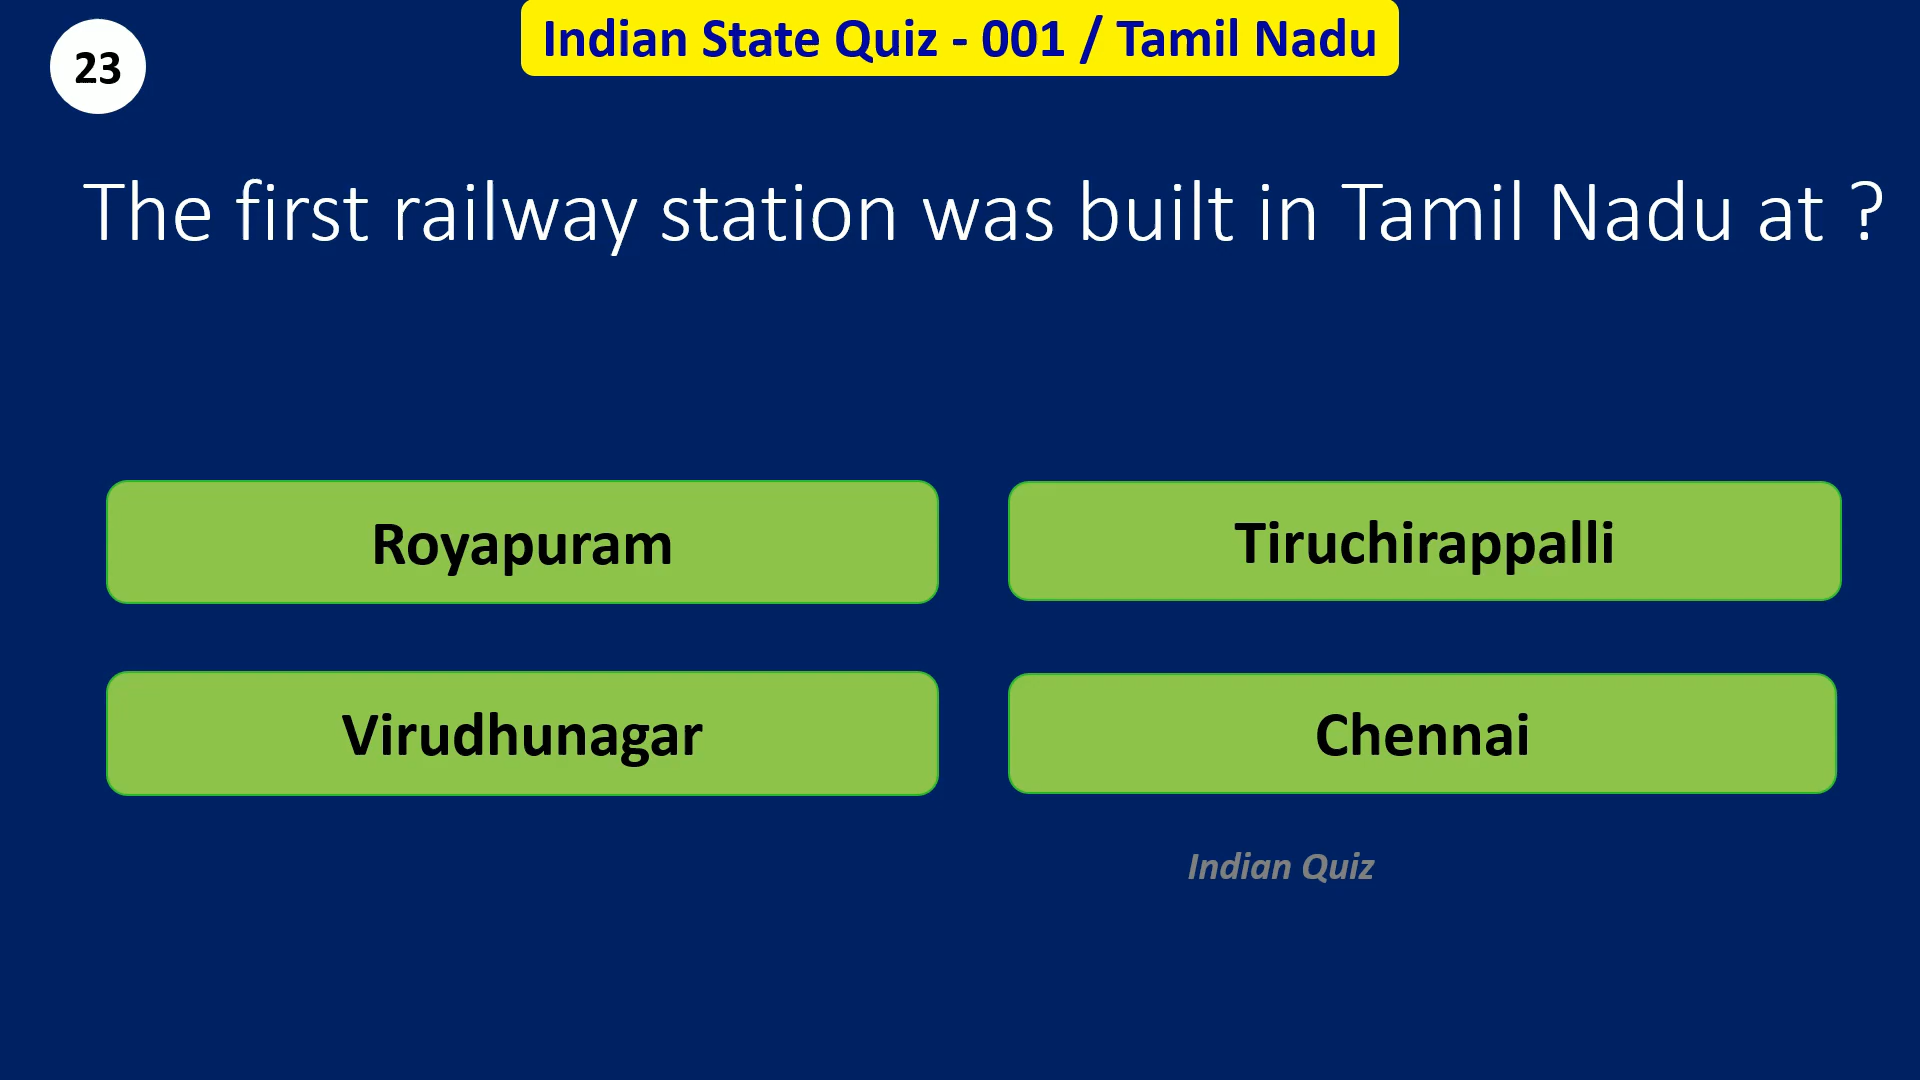 23
Indian State Quiz - 001 / Tamil Nadu
The first railway station was built in Tamil Nadu at ?
Royapuram
Tiruchirappalli
Virudhunagar
Chennai
Indian Quiz